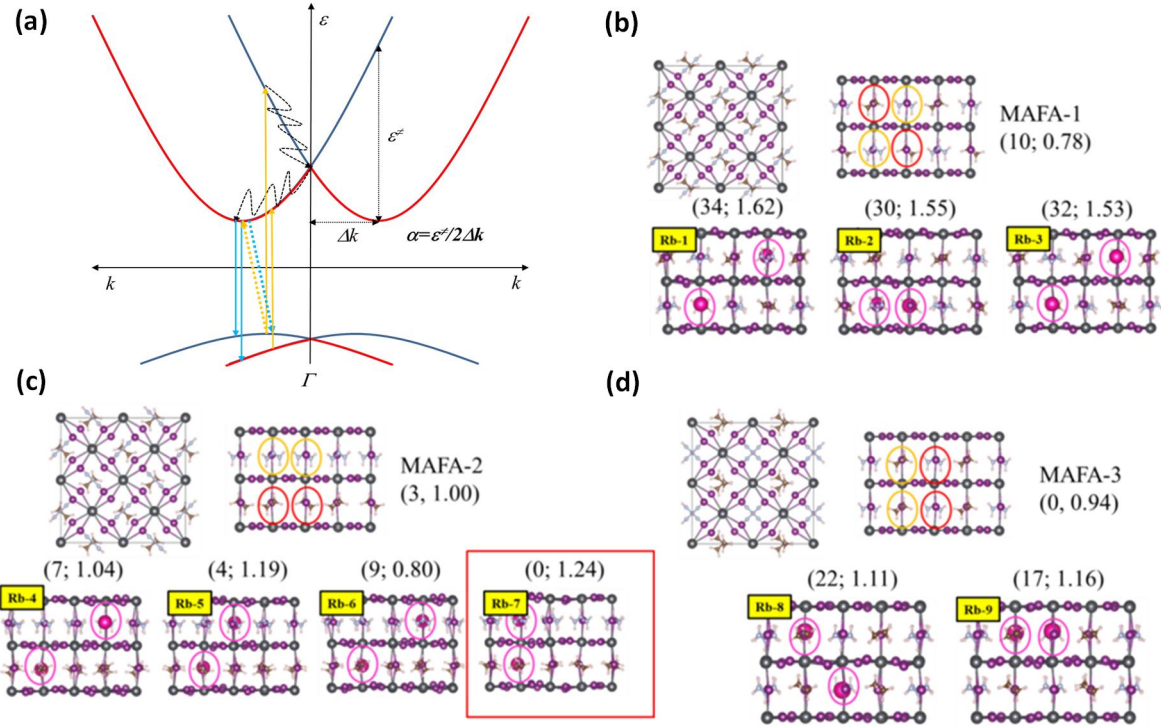 (a)
ε
ε≠
Δk
α=ε≠/2Δk
k
k
Γ
(b)
MAFA-1
(10; 0.78)
(34; 1.62)
(30; 1.55)
(32; 1.53)
Rb-1
Rb-2
Rb-3
(c)
MAFA-2
(3, 1.00)
(7; 1.04)
(4; 1.19)
(9; 0.80)
(0; 1.24)
Rb-4
Rb-5
Rb-6
Rb-7
(d)
MAFA-3
(0, 0.94)
(22; 1.11)
(17; 1.16)
Rb-8
Rb-9